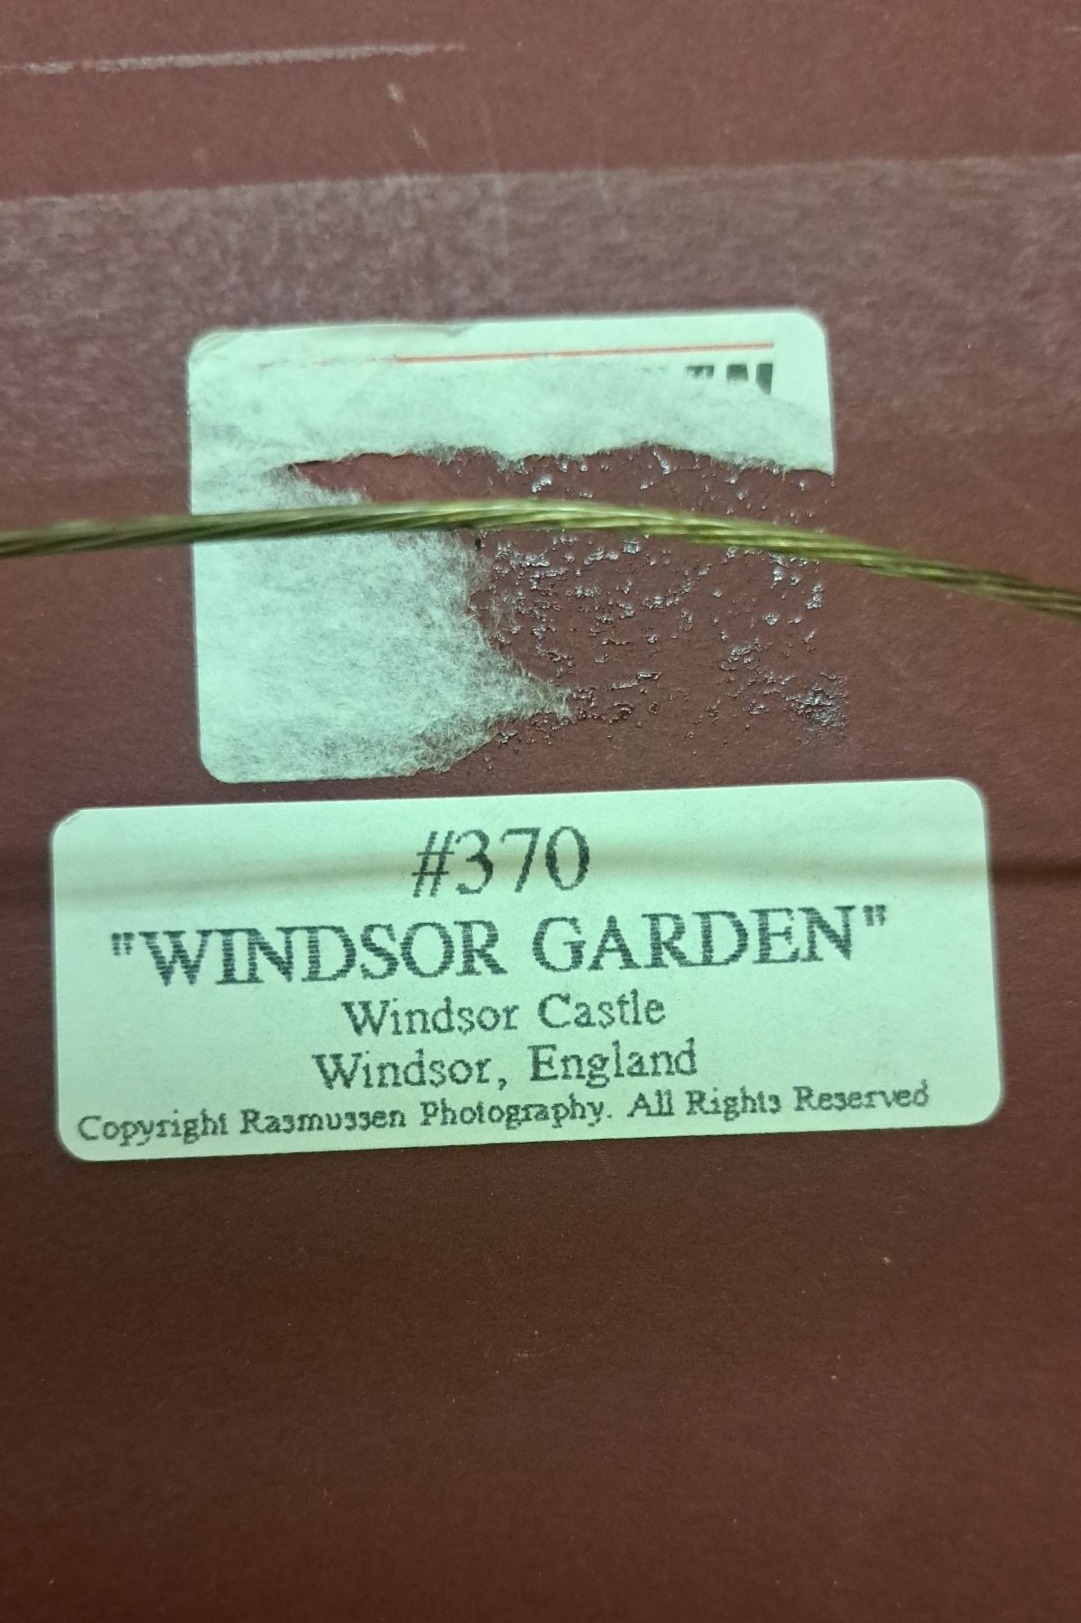 #370
"WINDSOR GARDEN"
Windsor Castle
Windsor, England
Copyright Rasmussen Photography. All Rights Reserved